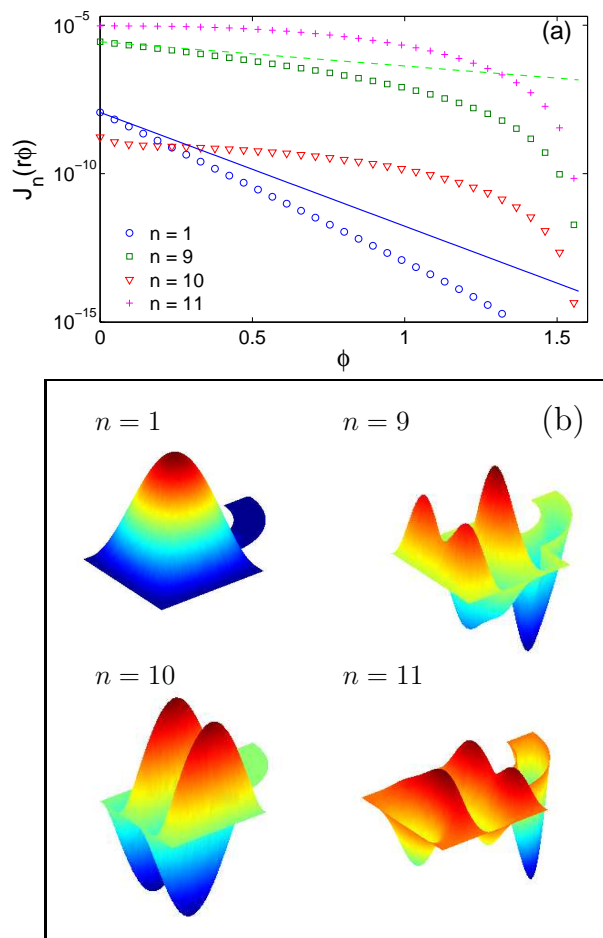 10⁻⁵
(a)
J_n(rϕ)
10⁻¹⁰
n = 1
n = 9
n = 10
n = 11
10⁻¹⁵
0 0.5 1 1.5
ϕ
n = 1 n = 9 (b)
n = 10 n = 11